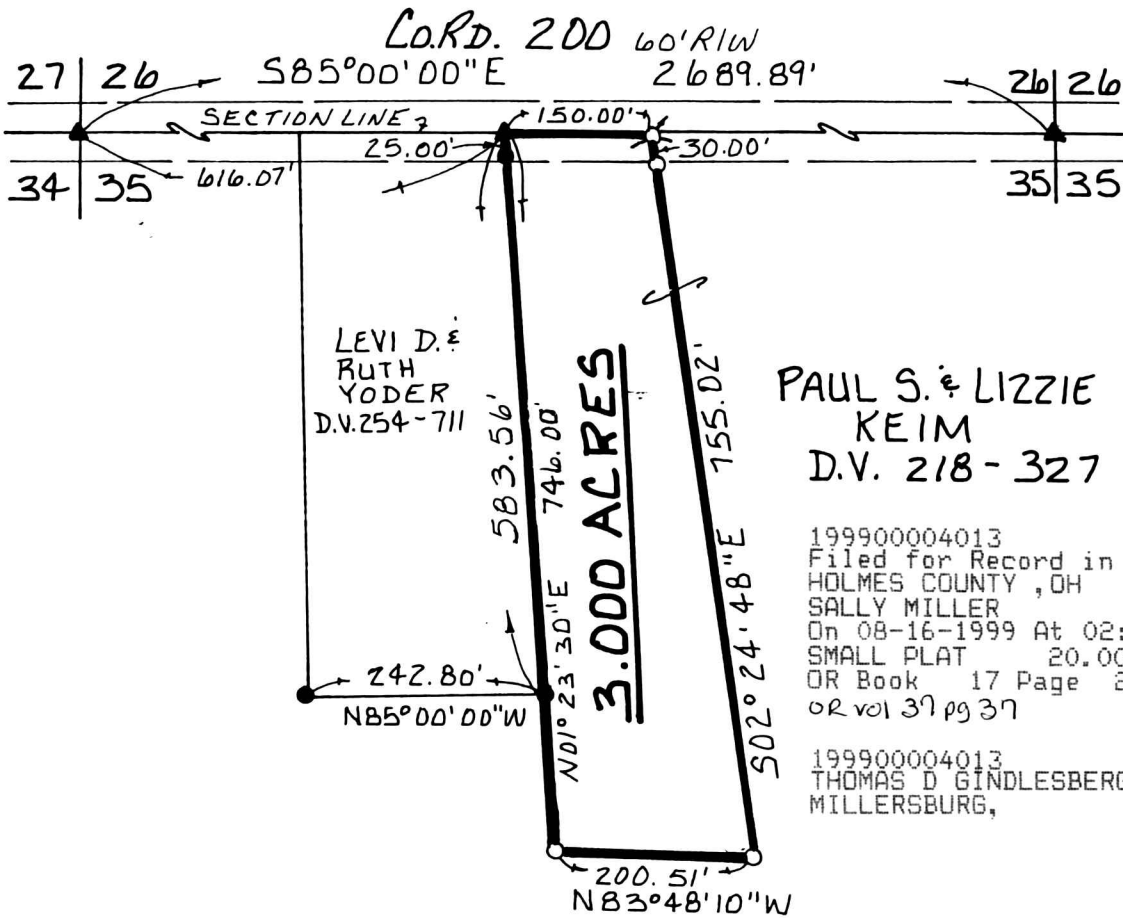 CO.RD. 200 60'R/W
27 26 S85°00'00"E 2689.89' 26 26
SECTION LINE 150.00'
25.00' 30.00'
34 35 616.07' 35 35
LEVI D. &
RUTH
YODER
D.V. 254-711
583.56'
746.00'
N01°23'30"E
3.000 ACRES
755.02'
S02°24'48"E
PAUL S. & LIZZIE
KEIM
D.V. 218-327
242.80'
N85°00'00"W
199900004013
Filed for Record in
HOLMES COUNTY ,OH
SALLY MILLER
On 08-16-1999 At 02:
SMALL PLAT 20.00
OR Book 17 Page
OR vol 37 pg 37
199900004013
THOMAS D GINDLESBERG
MILLERSBURG,
200.51'
N83°48'10"W